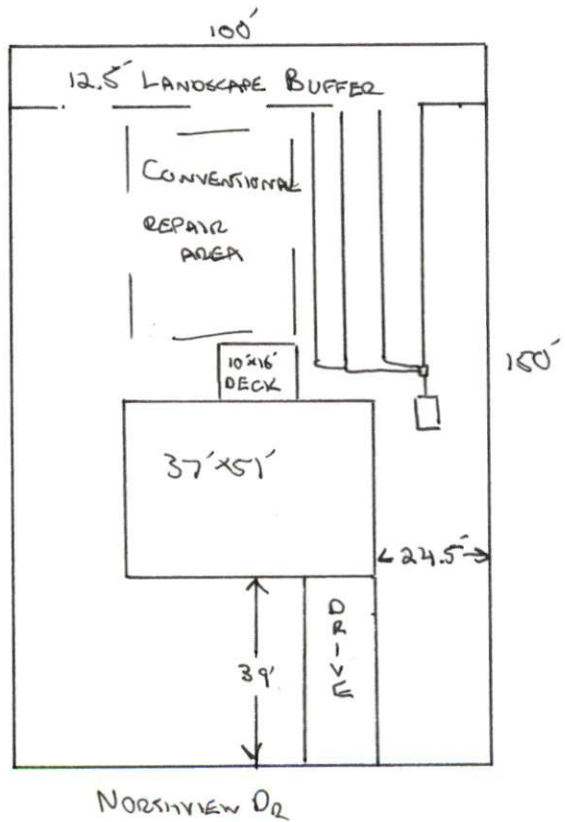 100'
12.5' LANDSCAPE BUFFER
CONVENTIONAL
REPAIR
AREA
150'
10'x16'
DECK
37'x51'
24.5'
DRIVE
39'
NORTHVIEW DR